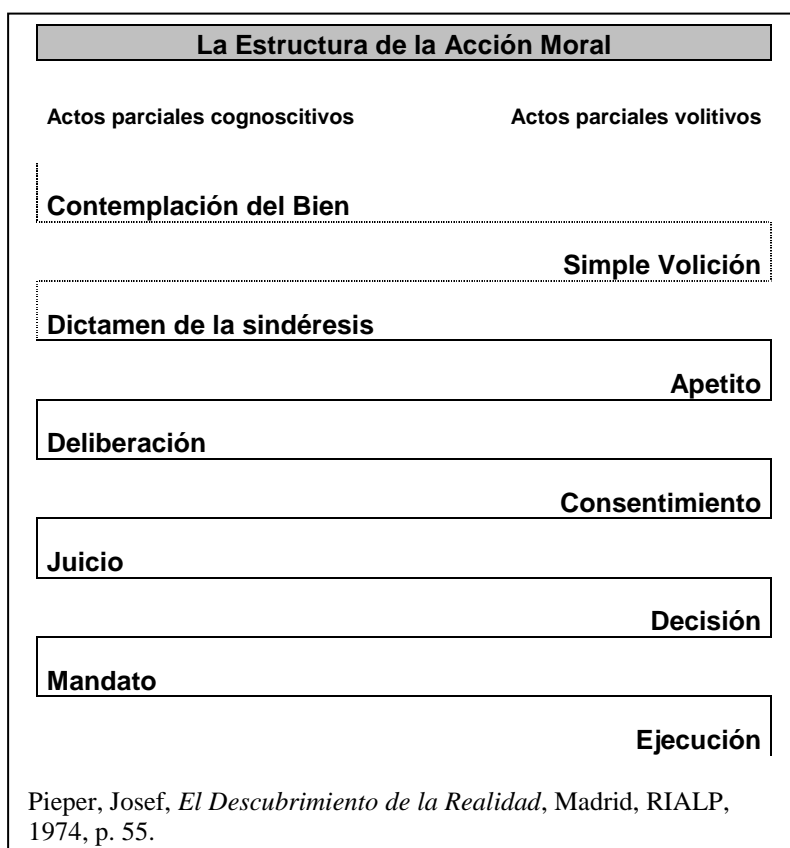 La Estructura de la Acción Moral
Actos parciales cognoscitivos Actos parciales volitivos
Contemplación del Bien
Simple Volición
Dictamen de la sindéresis
Apetito
Deliberación
Consentimiento
Juicio
Decisión
Mandato
Ejecución
Pieper, Josef, El Descubrimiento de la Realidad, Madrid, RIALP,
1974, p. 55.